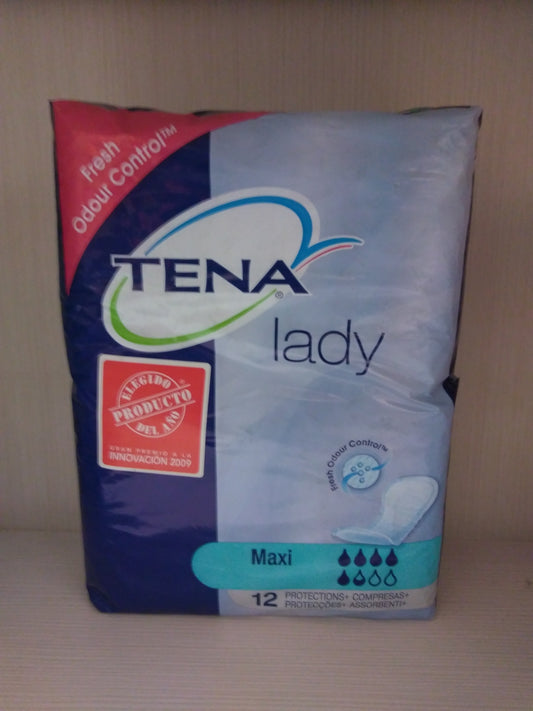 Fresh
Odour Control™
TENA®
lady
ELEGIDO®
PRODUCTO
DEL AÑO
GRAN PREMIO A LA
INNOVACIÓN 2009
Fresh Odour Control™
Maxi
12 PROTECTIONS+ COMPRESAS+
PROTECÇÕES+ ASSORBENTI+